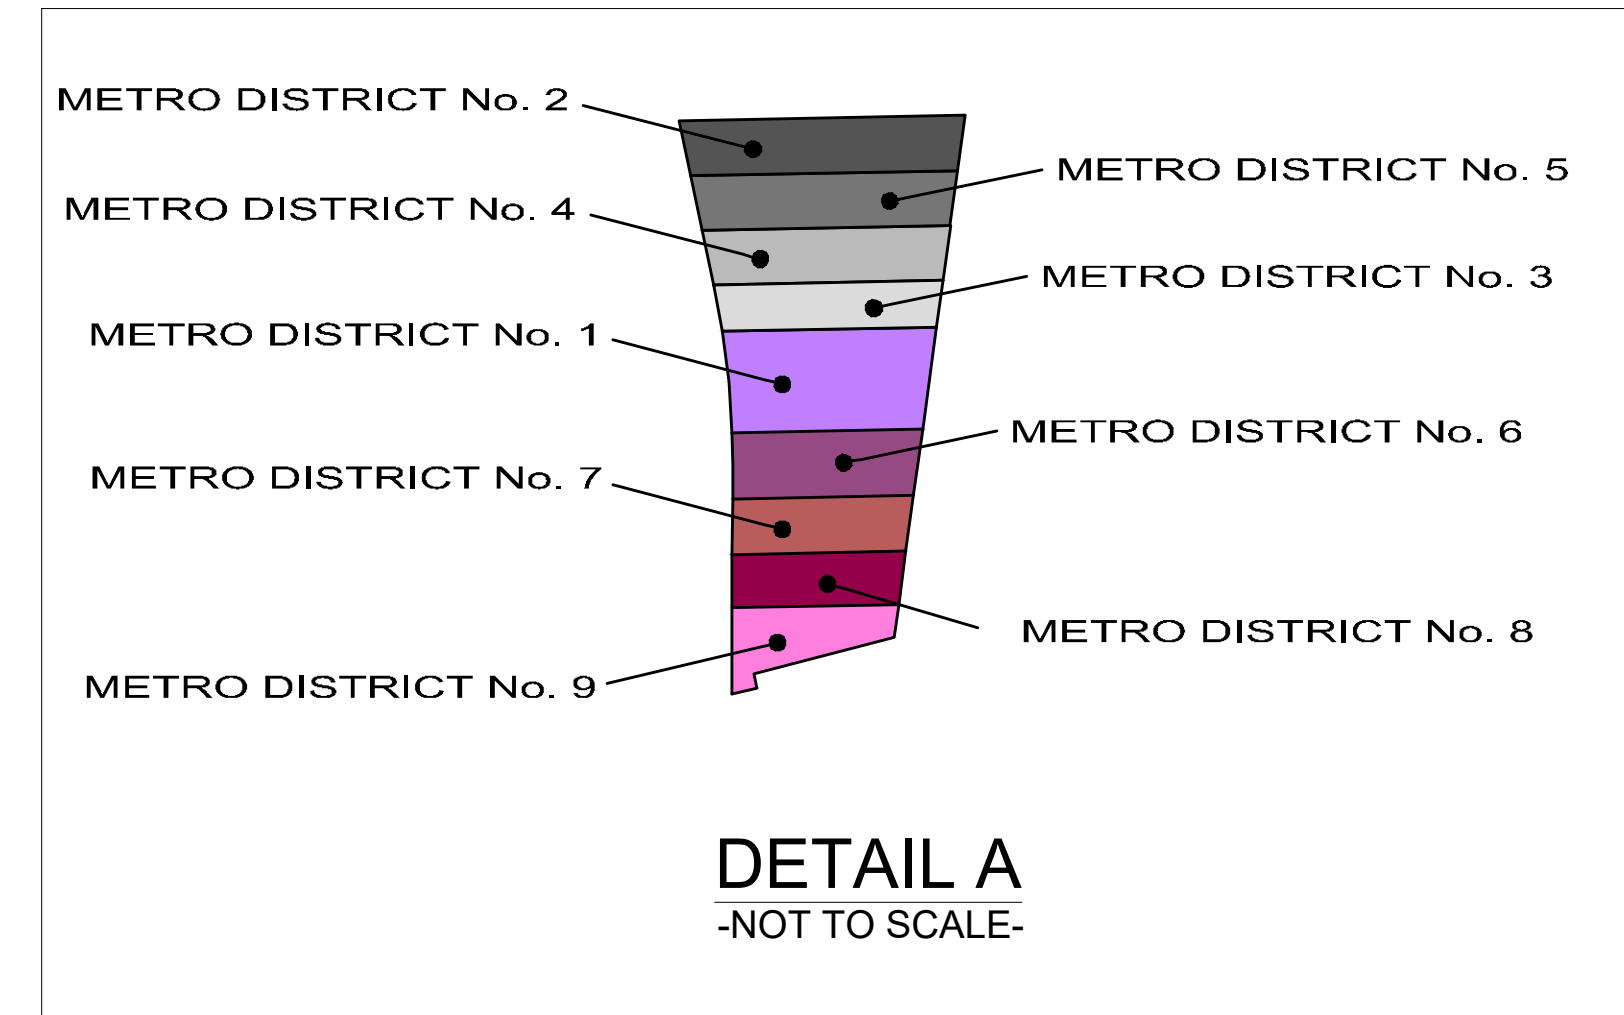 METRO DISTRICT No. 2
METRO DISTRICT No. 5
METRO DISTRICT No. 4
METRO DISTRICT No. 3
METRO DISTRICT No. 1
METRO DISTRICT No. 6
METRO DISTRICT No. 7
METRO DISTRICT No. 8
METRO DISTRICT No. 9
DETAIL A
-NOT TO SCALE-